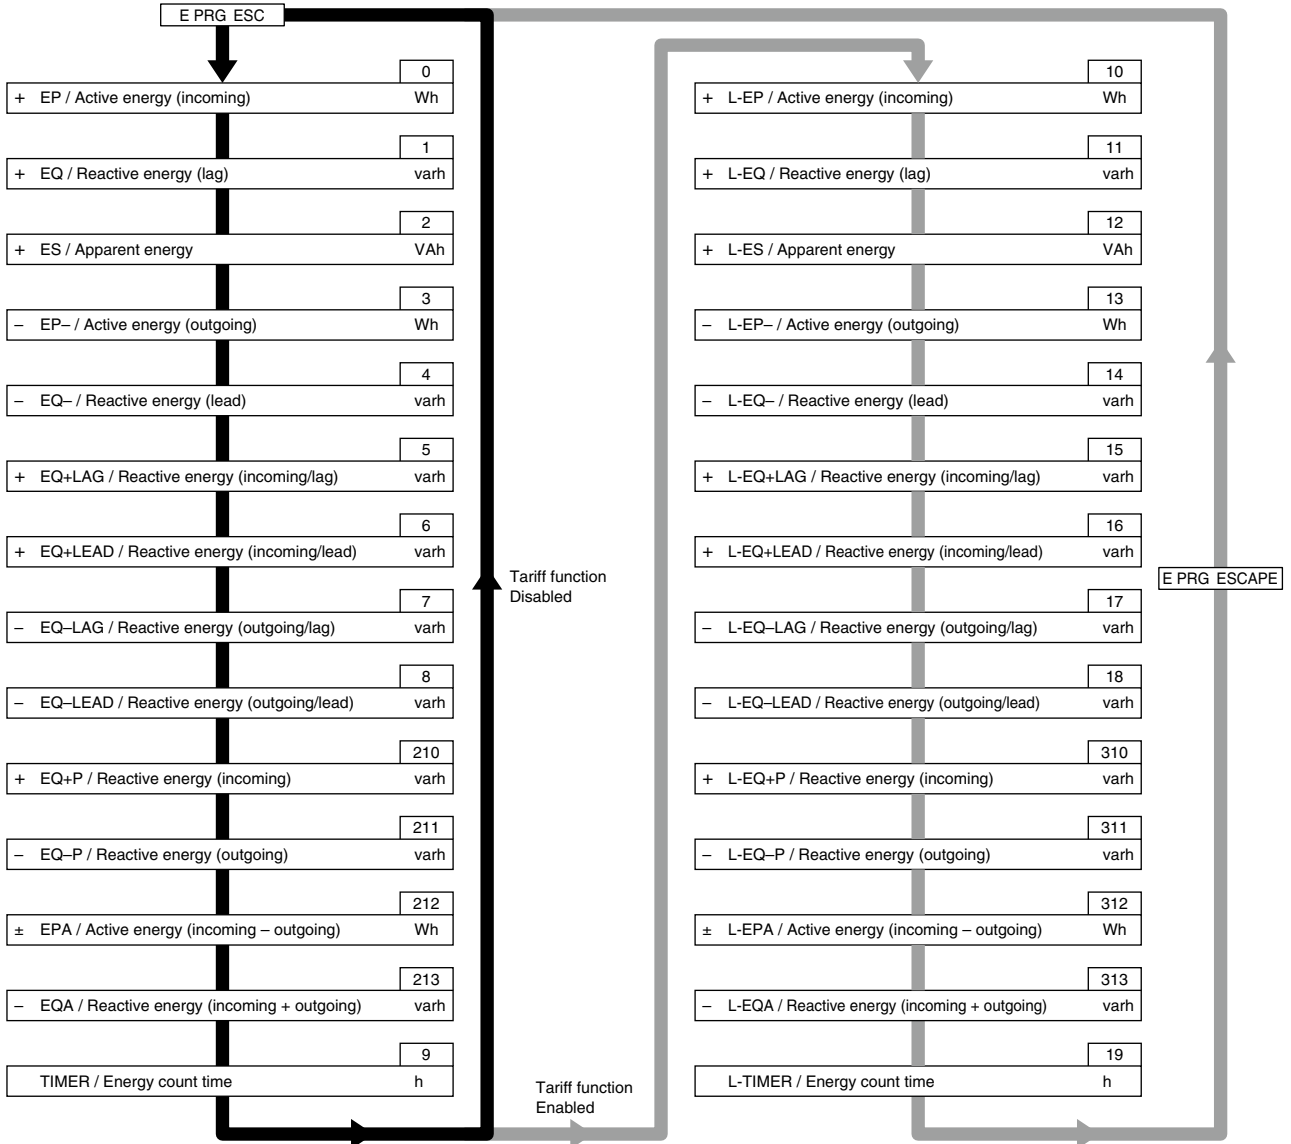 E PRG ESC
0
+ EP / Active energy (incoming) Wh
1
+ EQ / Reactive energy (lag) varh
2
+ ES / Apparent energy VAh
3
– EP– / Active energy (outgoing) Wh
4
– EQ– / Reactive energy (lead) varh
5
+ EQ+LAG / Reactive energy (incoming/lag) varh
6
+ EQ+LEAD / Reactive energy (incoming/lead) varh
7
– EQ–LAG / Reactive energy (outgoing/lag) varh
8
– EQ–LEAD / Reactive energy (outgoing/lead) varh
210
+ EQ+P / Reactive energy (incoming) varh
211
– EQ–P / Reactive energy (outgoing) varh
212
± EPA / Active energy (incoming – outgoing) Wh
213
– EQA / Reactive energy (incoming + outgoing) varh
9
TIMER / Energy count time h
Tariff function
Disabled
Tariff function
Enabled
10
+ L-EP / Active energy (incoming) Wh
11
+ L-EQ / Reactive energy (lag) varh
12
+ L-ES / Apparent energy VAh
13
– L-EP– / Active energy (outgoing) Wh
14
– L-EQ– / Reactive energy (lead) varh
15
+ L-EQ+LAG / Reactive energy (incoming/lag) varh
16
+ L-EQ+LEAD / Reactive energy (incoming/lead) varh
17
– L-EQ–LAG / Reactive energy (outgoing/lag) varh
18
– L-EQ–LEAD / Reactive energy (outgoing/lead) varh
310
+ L-EQ+P / Reactive energy (incoming) varh
311
– L-EQ–P / Reactive energy (outgoing) varh
312
± L-EPA / Active energy (incoming – outgoing) Wh
313
– L-EQA / Reactive energy (incoming + outgoing) varh
19
L-TIMER / Energy count time h
E PRG ESCAPE